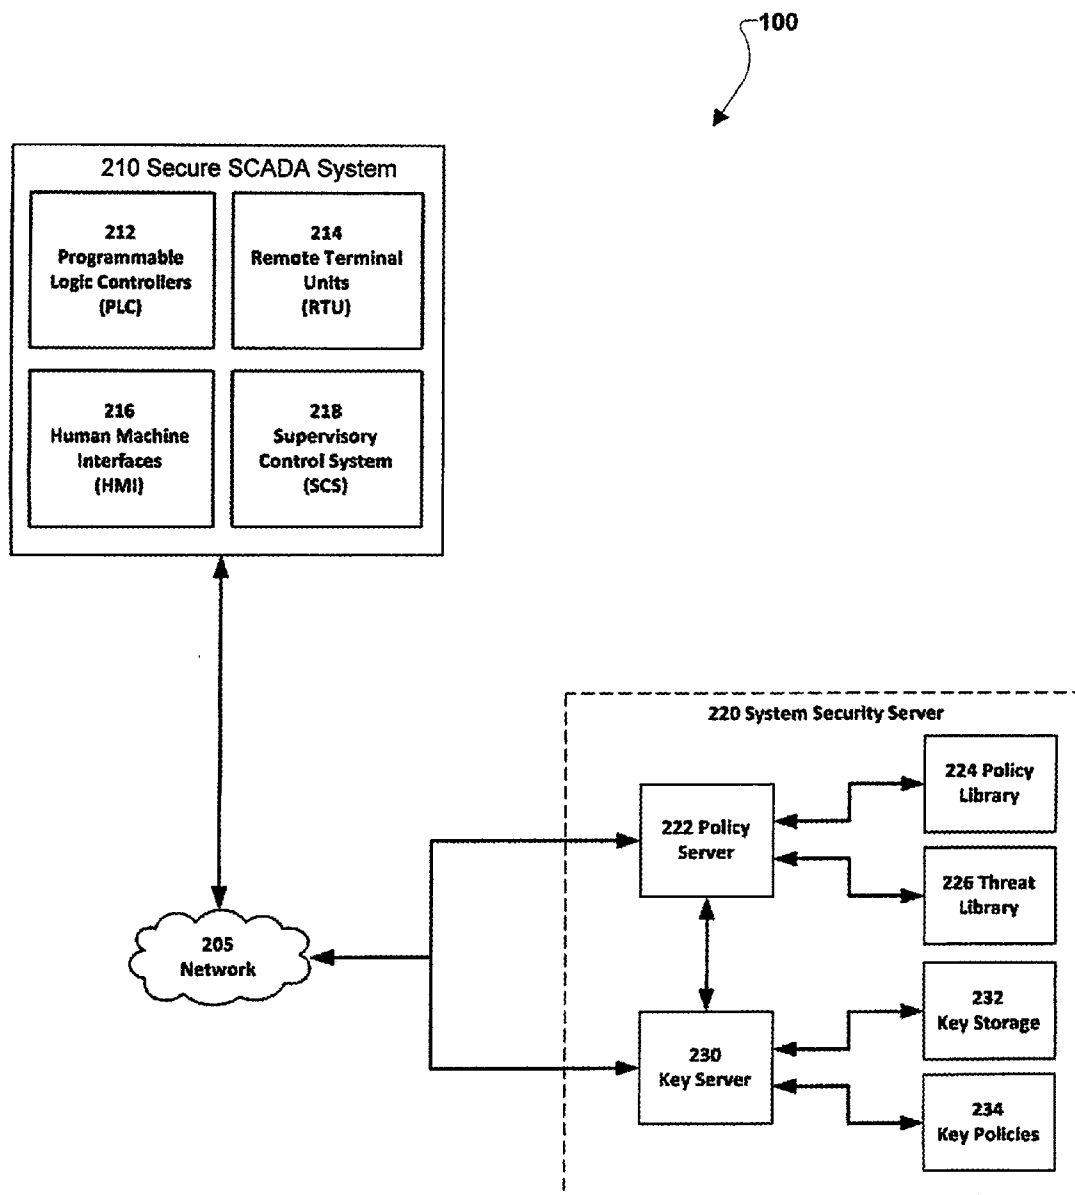 100
210 Secure SCADA System
212
Programmable
Logic Controllers
(PLC)
214
Remote Terminal
Units
(RTU)
216
Human Machine
Interfaces
(HMI)
218
Supervisory
Control System
(SCS)
220 System Security Server
224 Policy
Library
222 Policy
Server
226 Threat
Library
205
Network
232
Key Storage
230
Key Server
234
Key Policies